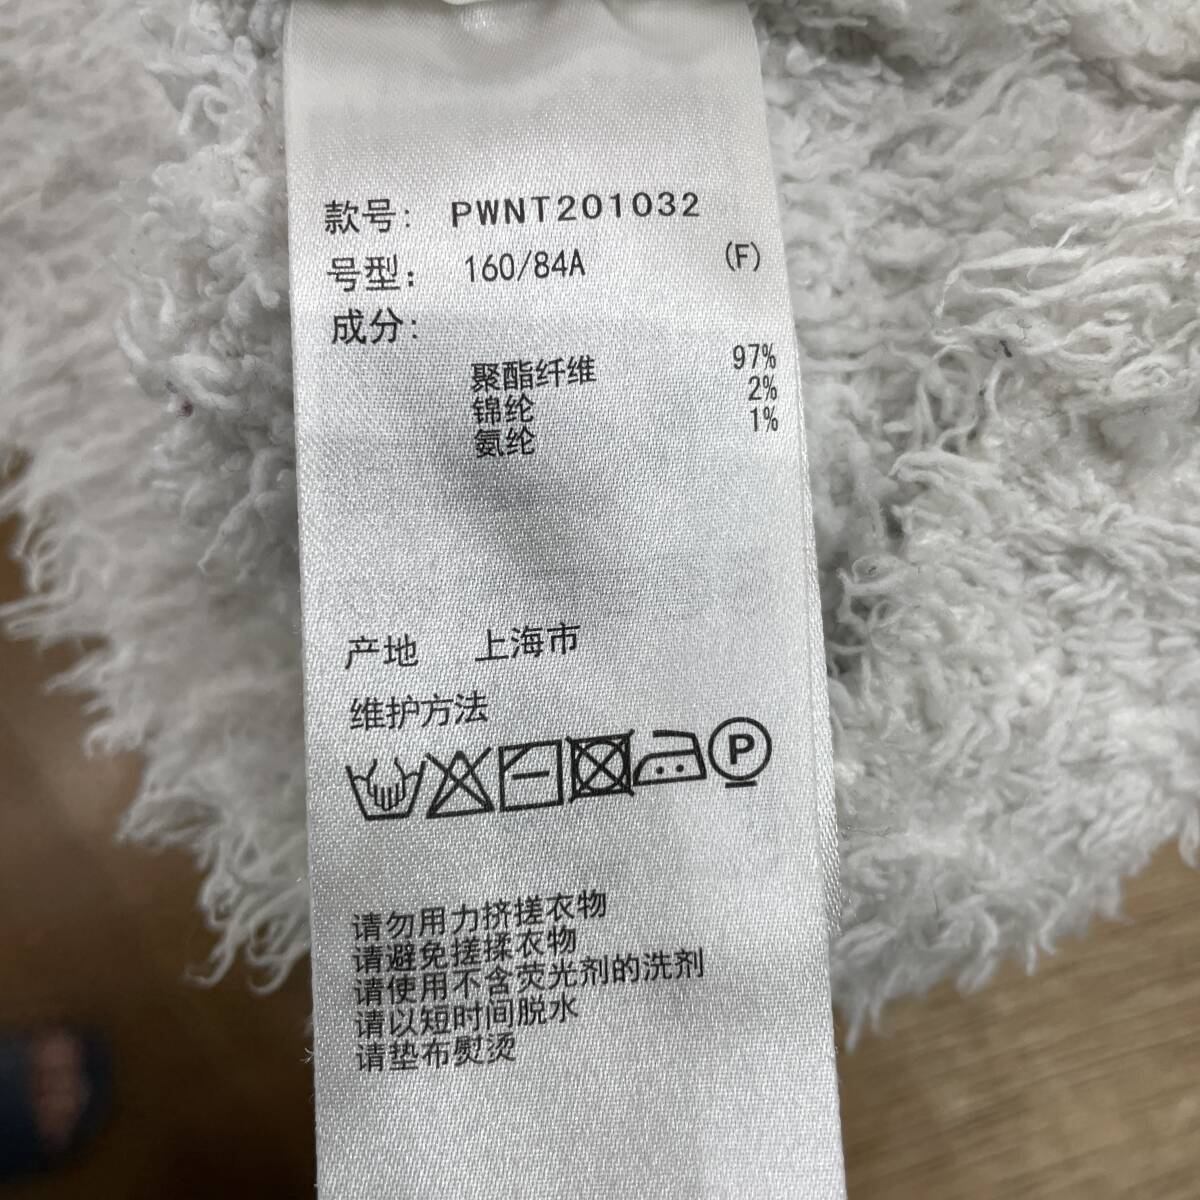 款号: PWNT201032
号型: 160/84A (F)
成分:
聚酯纤维 97%
锦纶 2%
氨纶 1%
产地 上海市
维护方法
P
请勿用力挤搓衣物
请避免搓揉衣物
请使用不含荧光剂的洗剂
请以短时间脱水
请垫布熨烫